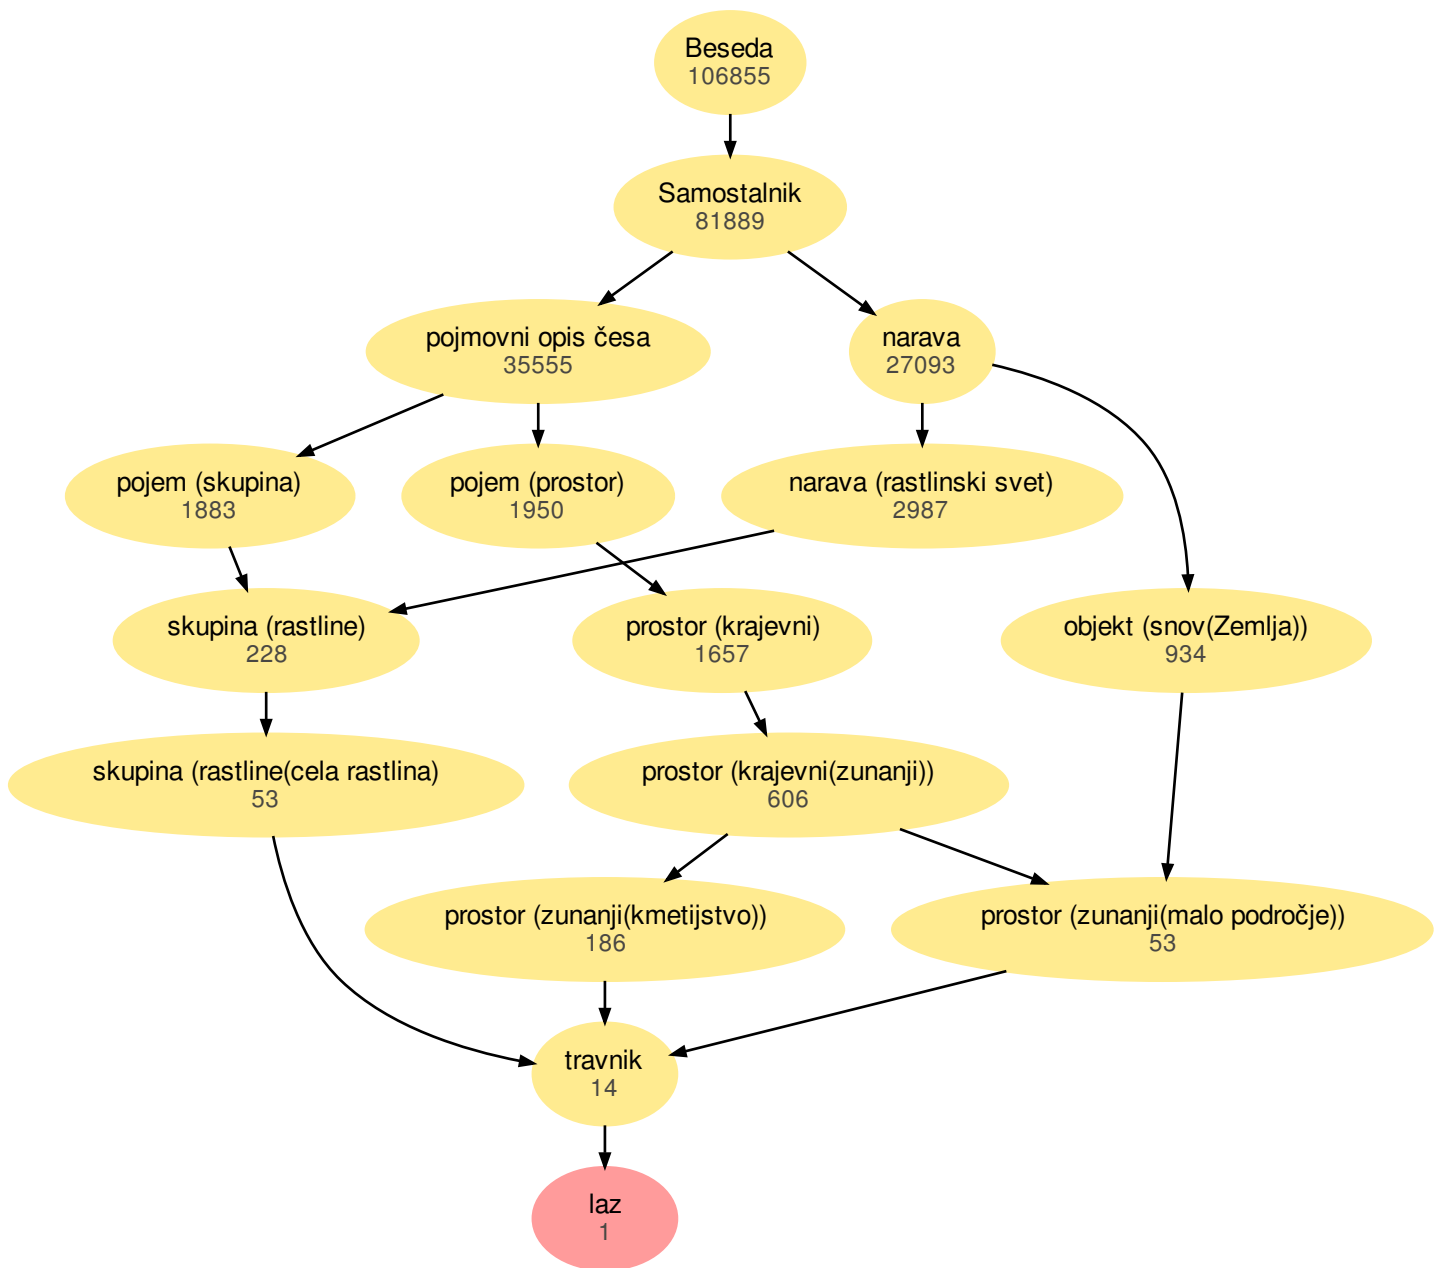 Beseda
106855
Samostalnik
81889
pojmovni opis česa
35555
narava
27093
pojem (skupina)
1883
pojem (prostor)
1950
narava (rastlinski svet)
2987
skupina (rastline)
228
prostor (krajevni)
1657
objekt (snov(Zemlja))
934
skupina (rastline(cela rastlina)
53
prostor (krajevni(zunanji))
606
prostor (zunanji(kmetijstvo))
186
prostor (zunanji(malo področje))
53
travnik
14
laz
1